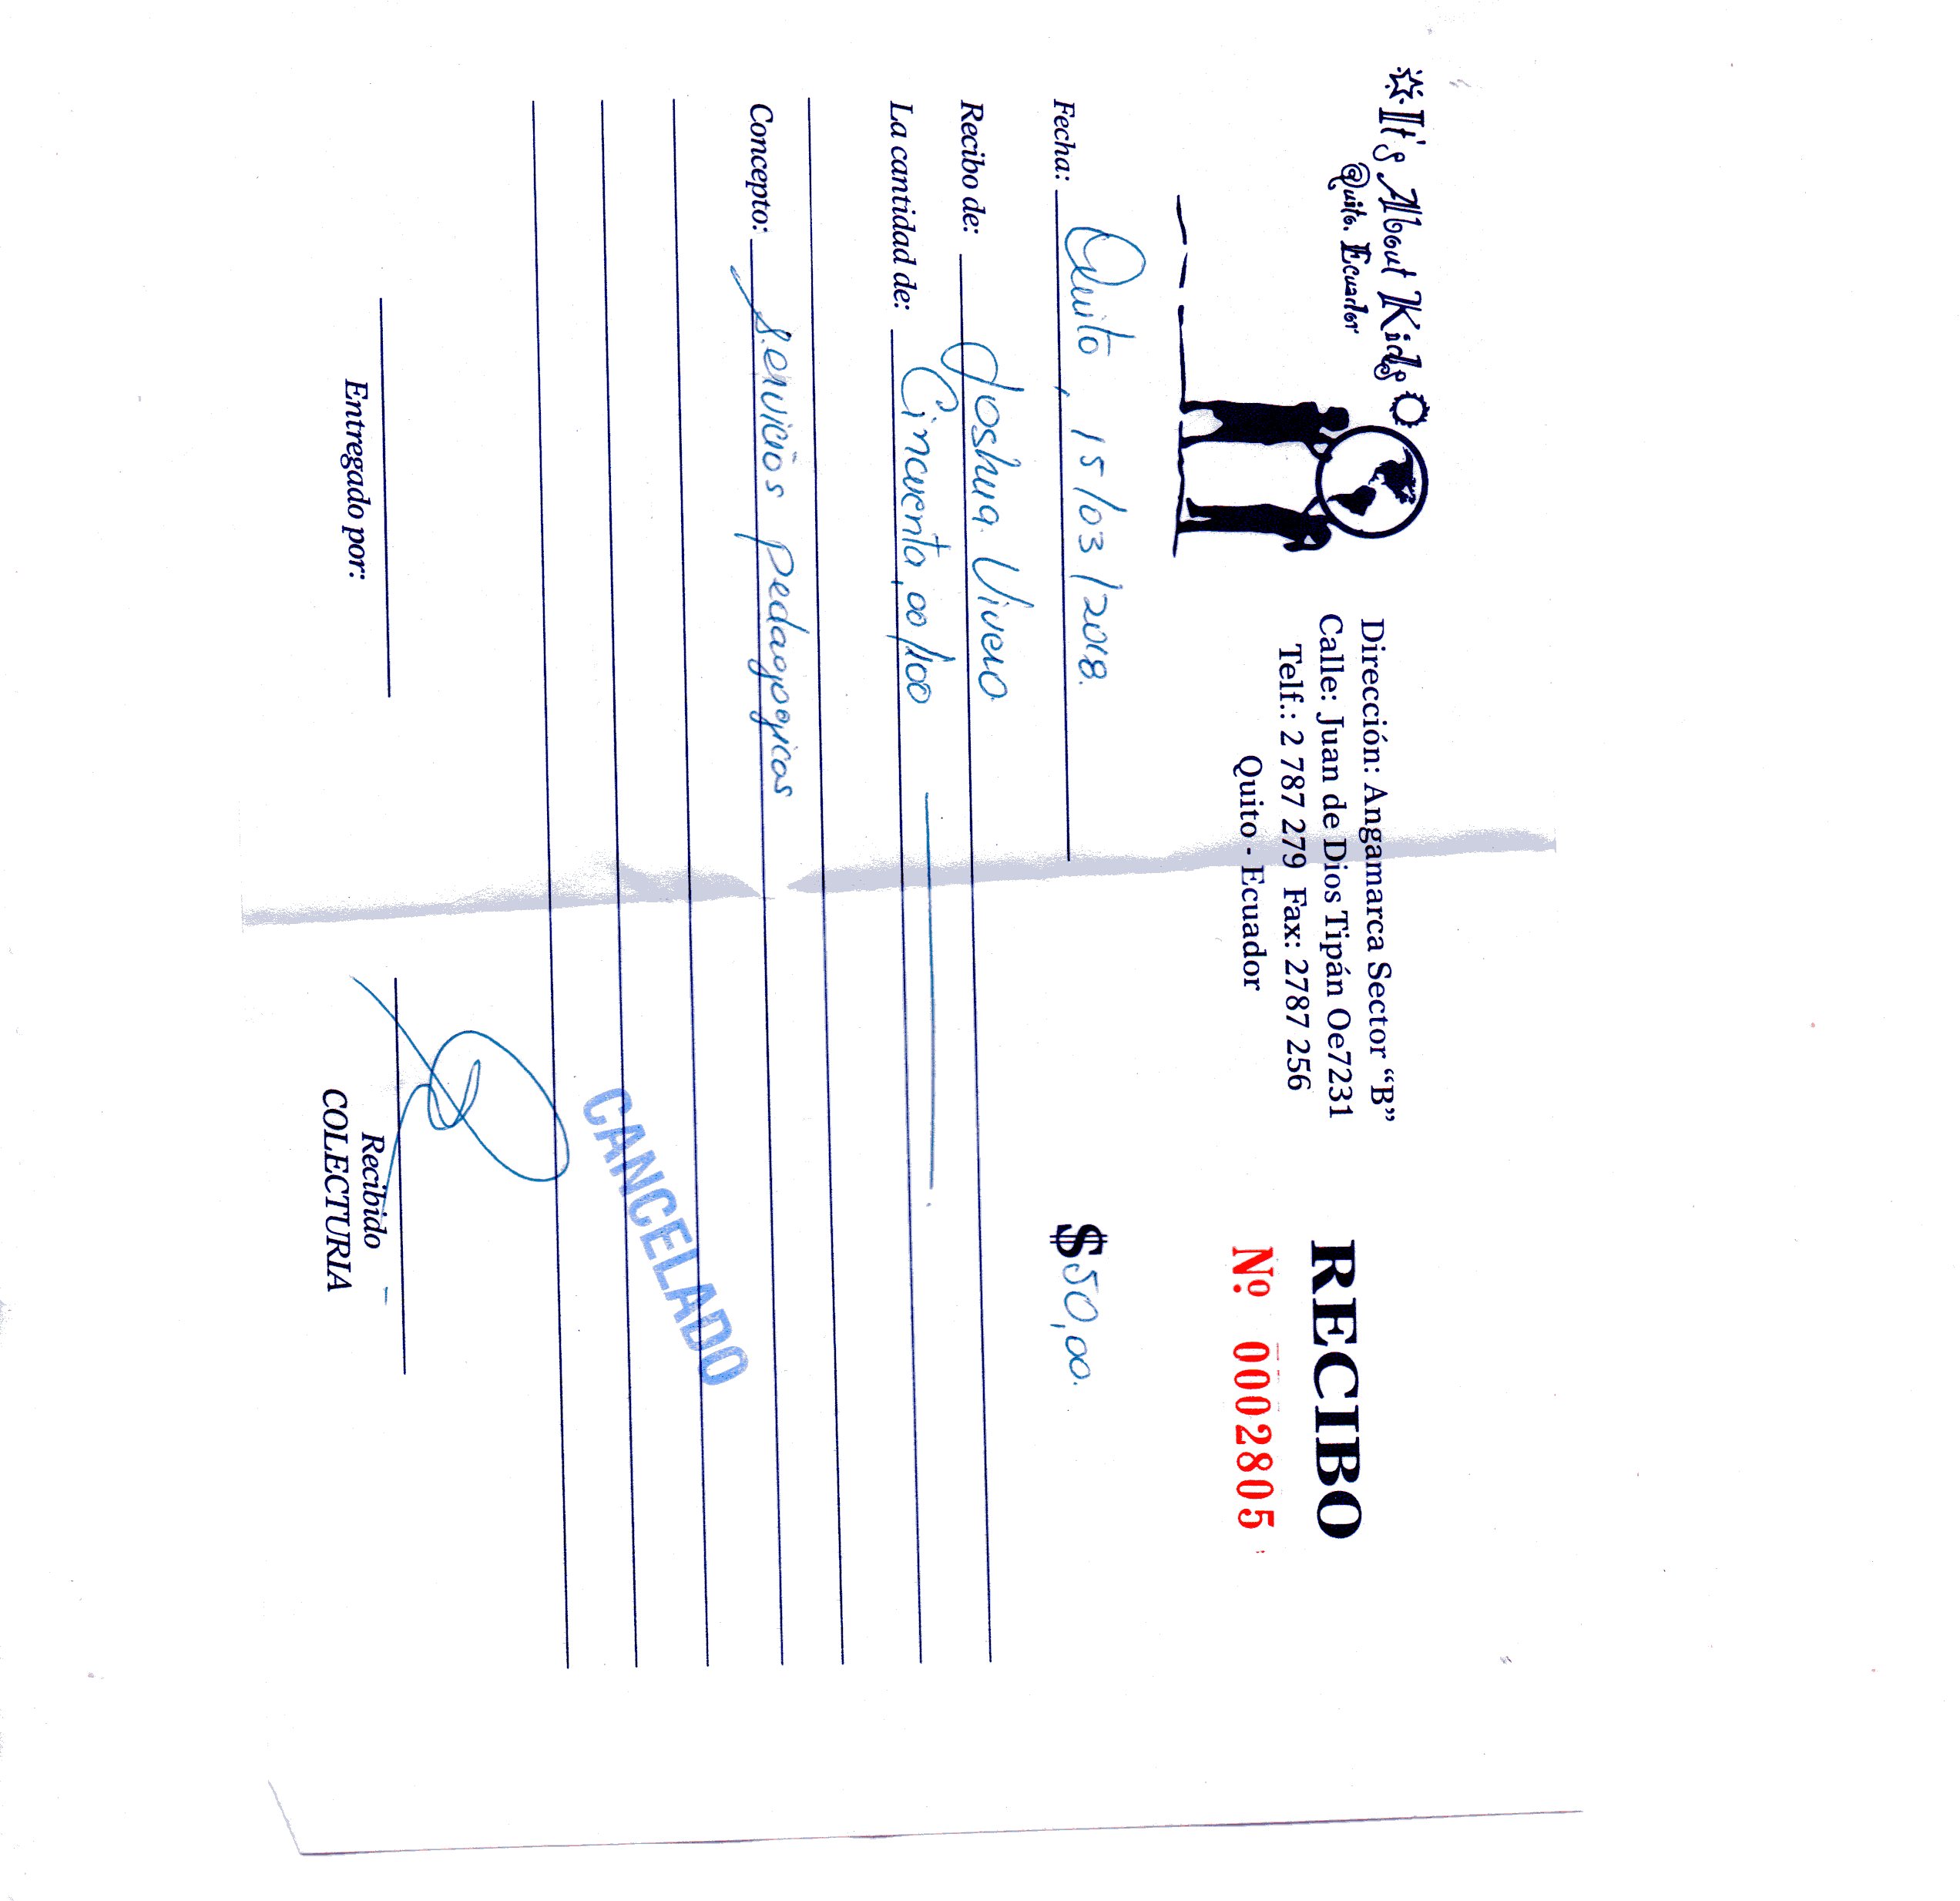 It's About Kids
Quito. Ecuador
Dirección: Angamarca Sector “B”
Calle: Juan de Dios Tipán Oe7231
Telf.: 2 787 279 Fax: 2787 256
Quito - Ecuador
RECIBO
Nº 0002805
Fecha: Quito, 15/03/2018.
$50,00.
Recibo de: Joshua Vivero
La cantidad de: Cincuenta, 00/100
Concepto: Servicios pedagogicos
CANCELADO
Entregado por:
Recibido
COLECTURIA